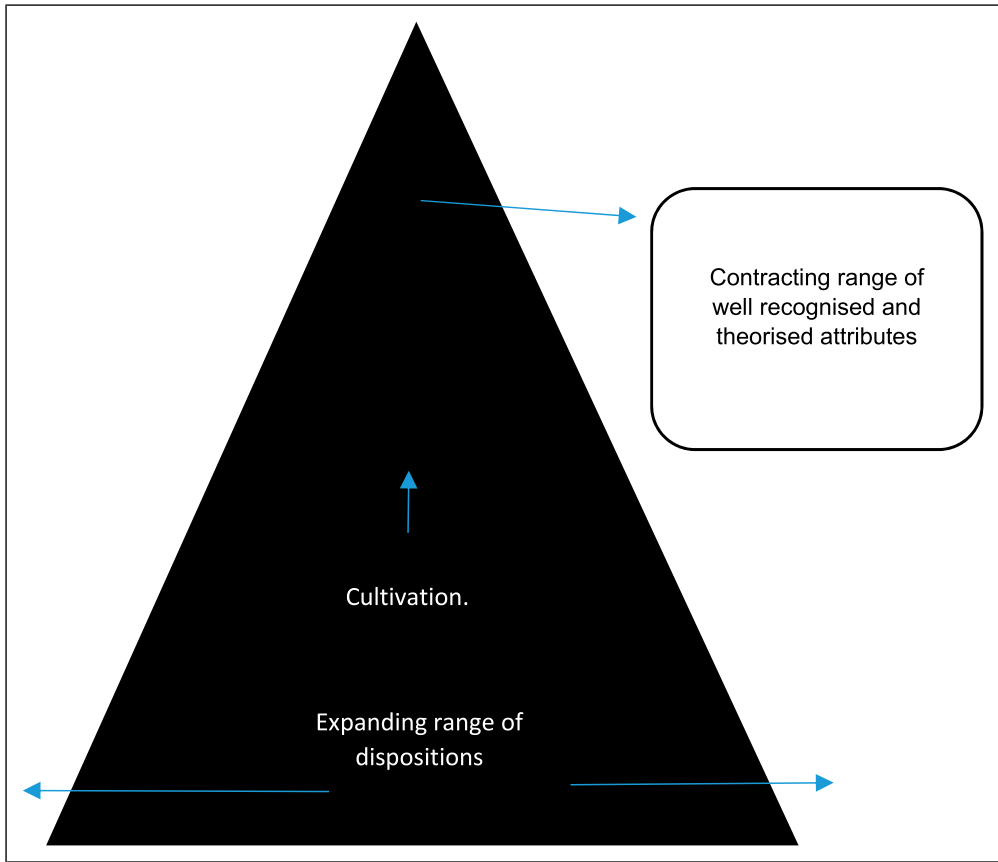 Contracting range of
well recognised and
theorised attributes
Cultivation.
Expanding range of
dispositions